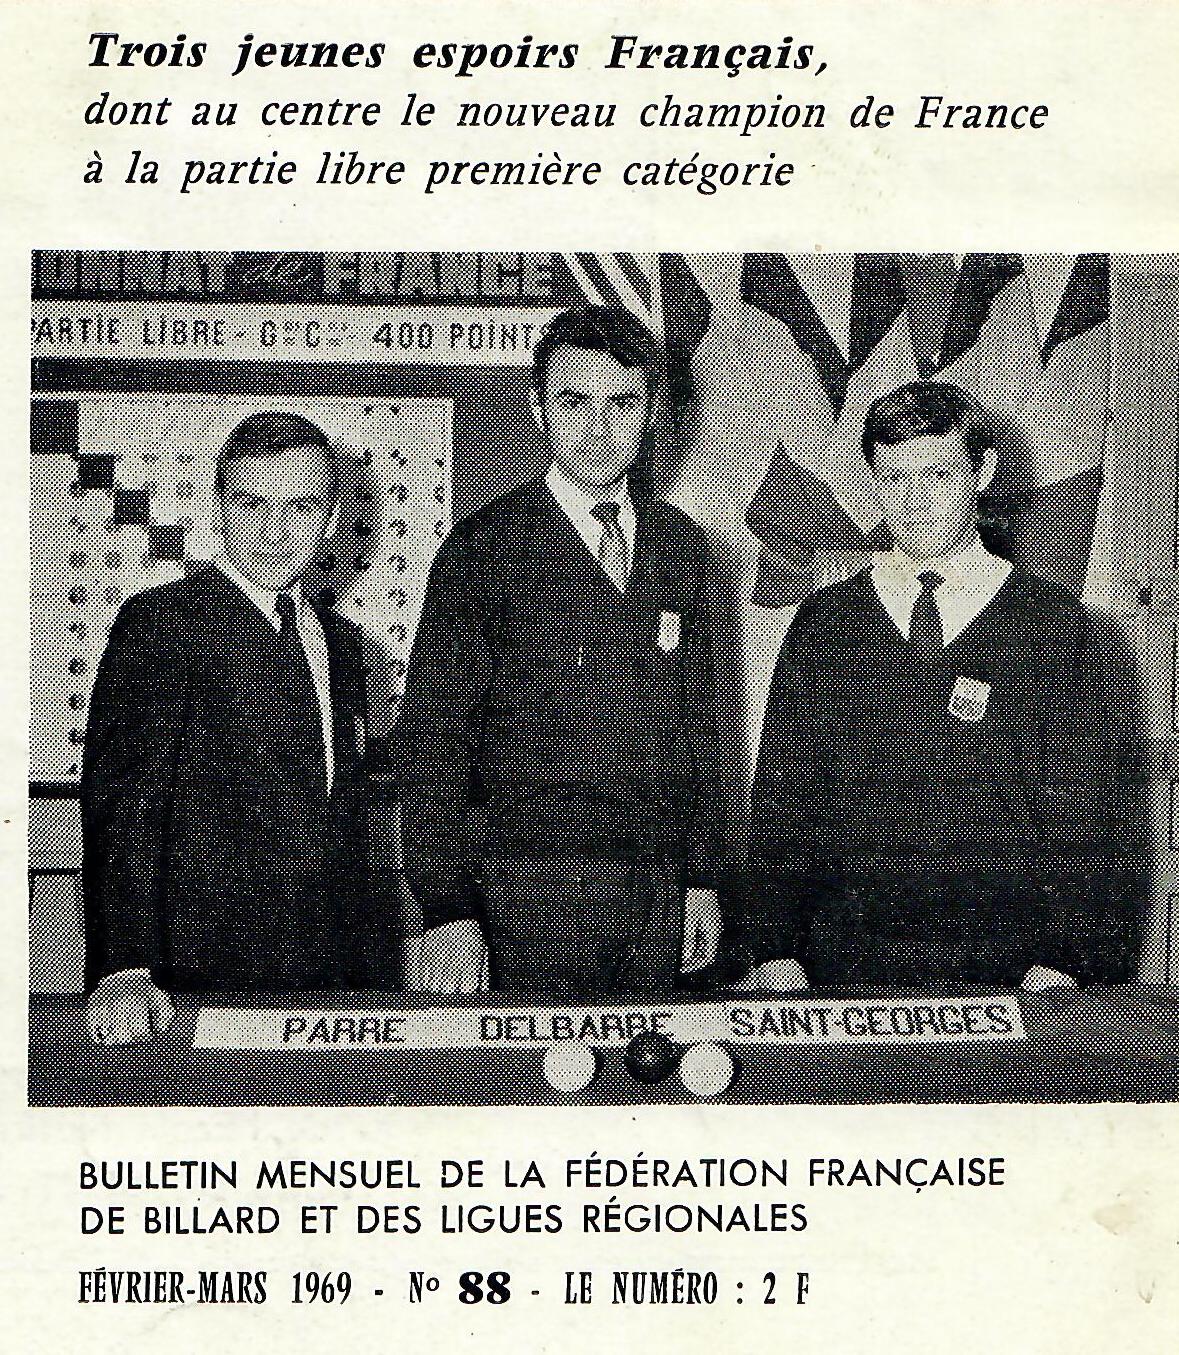 Trois jeunes espoirs Français,
dont au centre le nouveau champion de France
à la partie libre première catégorie
PARTIE LIBRE - 400 POINTS
PARRE DELBARRE SAINT-GEORGES
BULLETIN MENSUEL DE LA FÉDÉRATION FRANÇAISE
DE BILLARD ET DES LIGUES RÉGIONALES
FÉVRIER-MARS 1969 - Nº 88 - LE NUMÉRO : 2 F